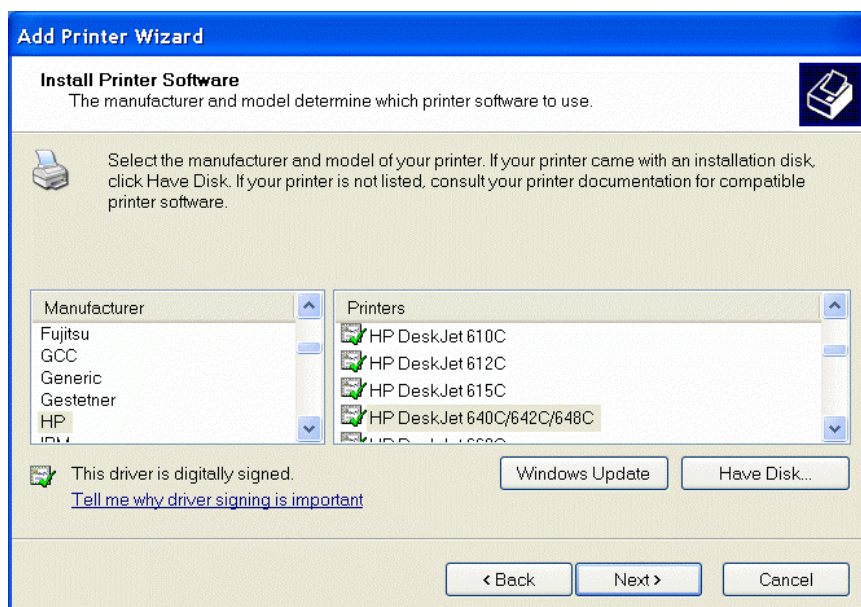 Add Printer Wizard
Install Printer Software
The manufacturer and model determine which printer software to use.
Select the manufacturer and model of your printer. If your printer came with an installation disk,
click Have Disk. If your printer is not listed, consult your printer documentation for compatible
printer software.
Manufacturer
Fujitsu
GCC
Generic
Gestetner
HP
Printers
HP DeskJet 610C
HP DeskJet 612C
HP DeskJet 615C
HP DeskJet 640C/642C/648C
This driver is digitally signed.
Tell me why driver signing is important
Windows Update
Have Disk...
< Back
Next >
Cancel